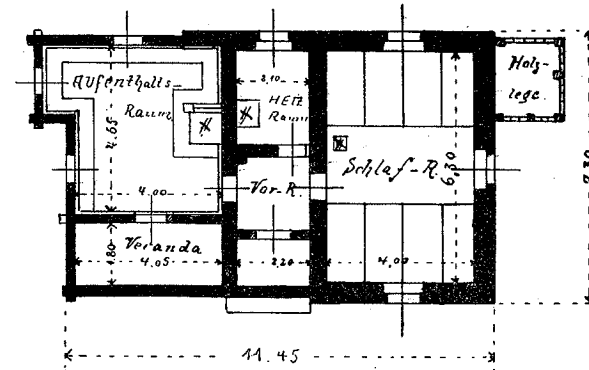 Aufenthalts-
Raum
2.10
HEIZ
Raum
Holz-
lege
4.65
Schlaf-R.
6,30
4.00
Vor-R.
Veranda
1.80
4.05
2,20
4,00
11.45